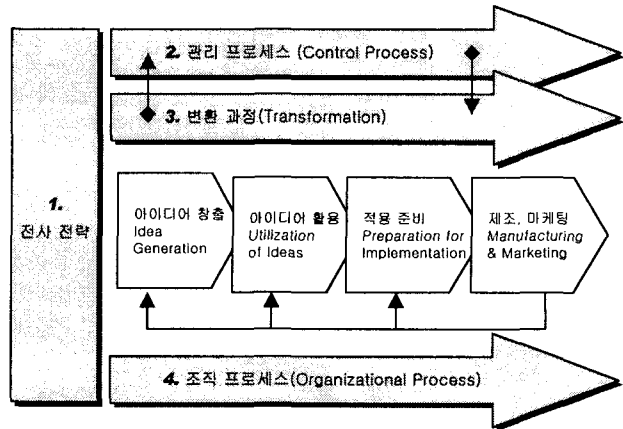 2. 관리 프로세스 (Control Process)
3. 변환 과정(Transformation)
1.
전사 전략
아이디어 창출
Idea
Generation
아이디어 활용
Utilization
of Ideas
적용 준비
Preparation for
Implementation
제조, 마케팅
Manufacturing
& Marketing
4. 조직 프로세스(Organizational Process)